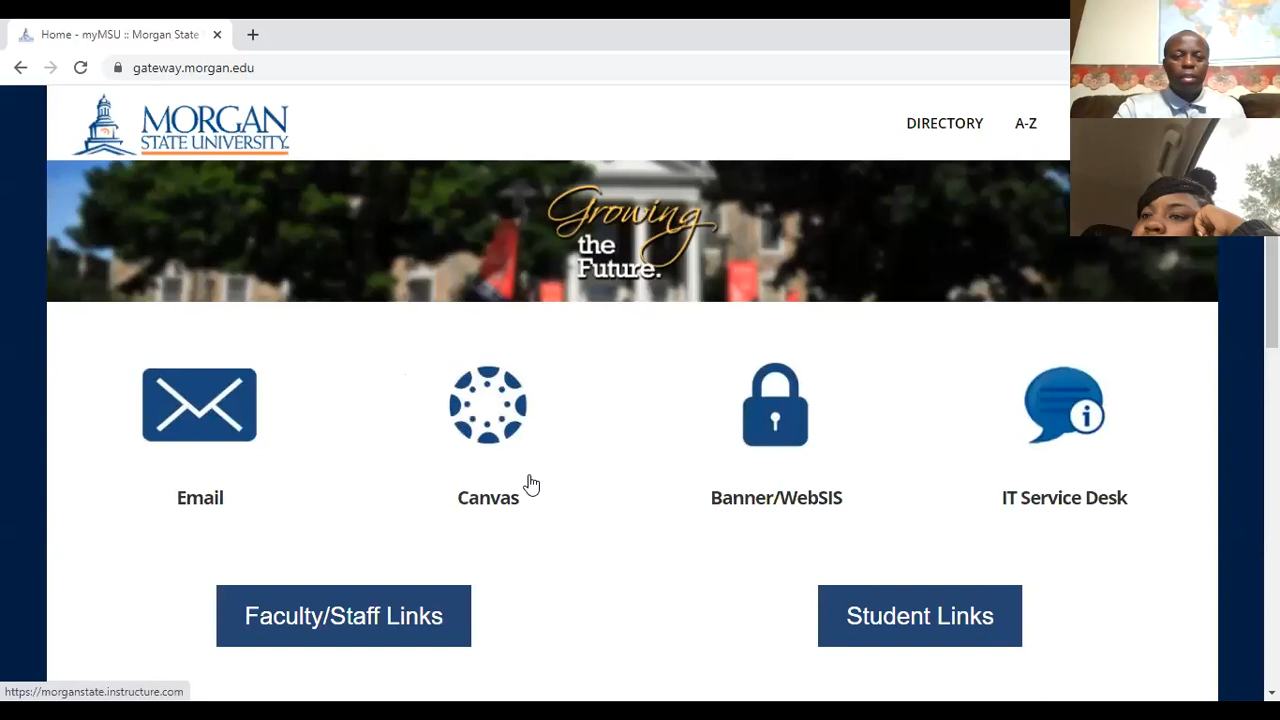 Home - myMSU :: Morgan State
gateway.morgan.edu
MORGAN
STATE UNIVERSITY
DIRECTORY A-Z
Growing
the
Future.
Email Canvas Banner/WebSIS IT Service Desk
Faculty/Staff Links Student Links
https://morganstate.instructure.com